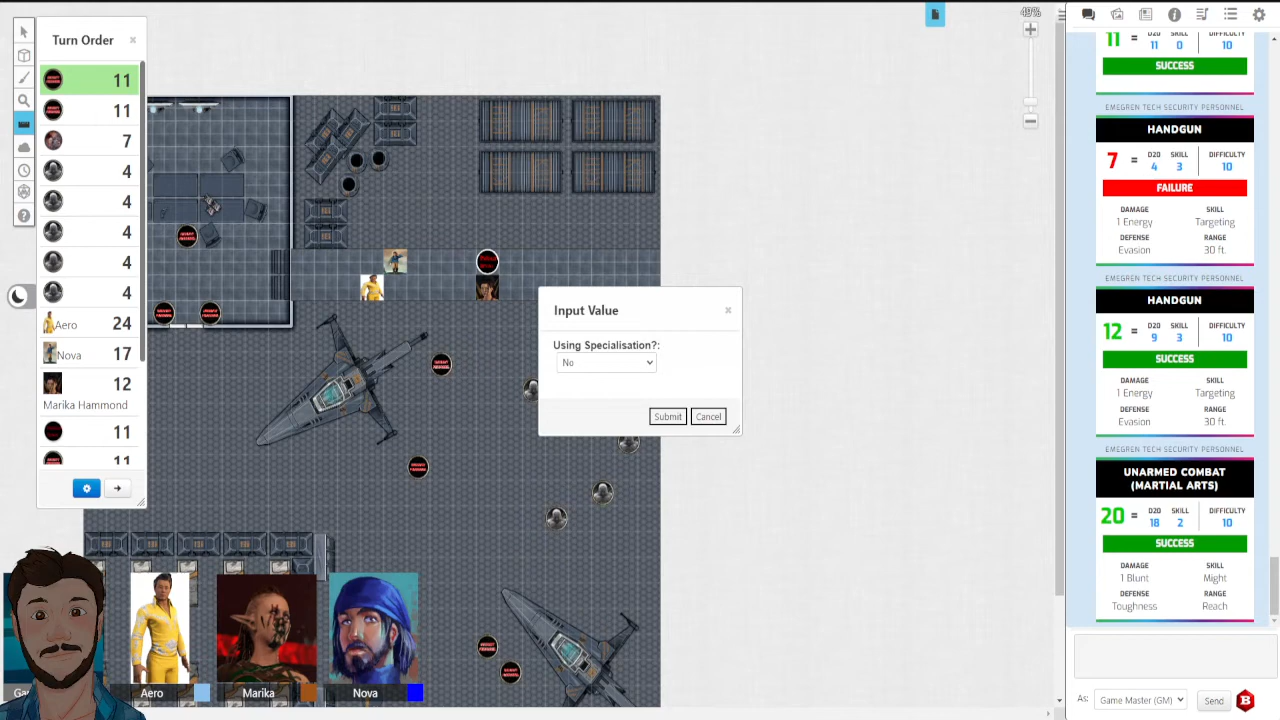 49%
Turn Order
×
11
11
7
4
4
4
4
4
Aero 24
Nova 17
12
Marika Hammond
11
11
Input Value
×
Using Specialisation?:
No
Submit
Cancel
Aero
Marika
Nova
11 = D20 SKILL DIFFICULTY
11 0 10
SUCCESS
EMEGREN TECH SECURITY PERSONNEL
HANDGUN
7 = D20 SKILL DIFFICULTY
4 3 10
FAILURE
DAMAGE SKILL
1 Energy Targeting
DEFENSE RANGE
Evasion 30 ft.
EMEGREN TECH SECURITY PERSONNEL
HANDGUN
12 = D20 SKILL DIFFICULTY
9 3 10
SUCCESS
DAMAGE SKILL
1 Energy Targeting
DEFENSE RANGE
Evasion 30 ft.
EMEGREN TECH SECURITY PERSONNEL
UNARMED COMBAT
(MARTIAL ARTS)
20 = D20 SKILL DIFFICULTY
18 2 10
SUCCESS
DAMAGE SKILL
1 Blunt Might
DEFENSE RANGE
Toughness Reach
As: Game Master (GM) Send